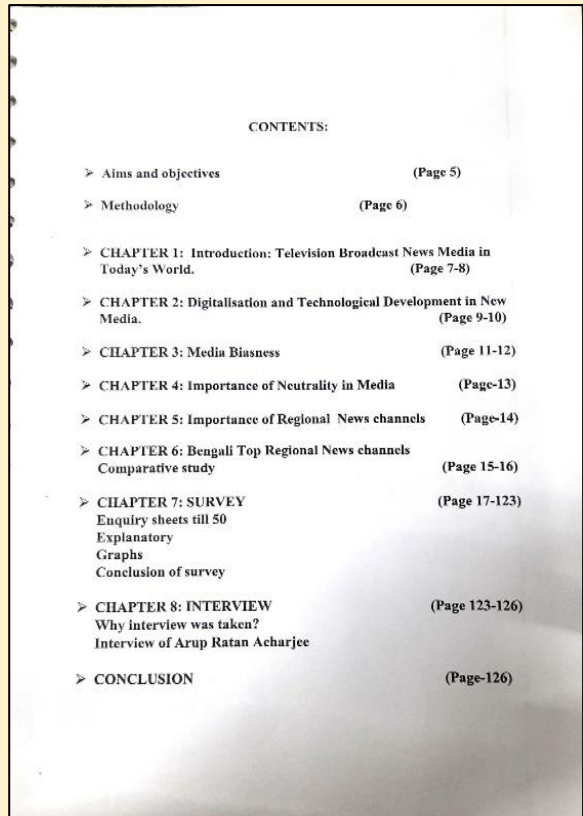 CONTENTS:
➢ Aims and objectives (Page 5)
➢ Methodology (Page 6)
➢ CHAPTER 1: Introduction: Television Broadcast News Media in
Today's World. (Page 7-8)
➢ CHAPTER 2: Digitalisation and Technological Development in New
Media. (Page 9-10)
➢ CHAPTER 3: Media Biasness (Page 11-12)
➢ CHAPTER 4: Importance of Neutrality in Media (Page-13)
➢ CHAPTER 5: Importance of Regional News channels (Page-14)
➢ CHAPTER 6: Bengali Top Regional News channels
Comparative study (Page 15-16)
➢ CHAPTER 7: SURVEY (Page 17-123)
Enquiry sheets till 50
Explanatory
Graphs
Conclusion of survey
➢ CHAPTER 8: INTERVIEW (Page 123-126)
Why interview was taken?
Interview of Arup Ratan Acharjee
➢ CONCLUSION (Page-126)